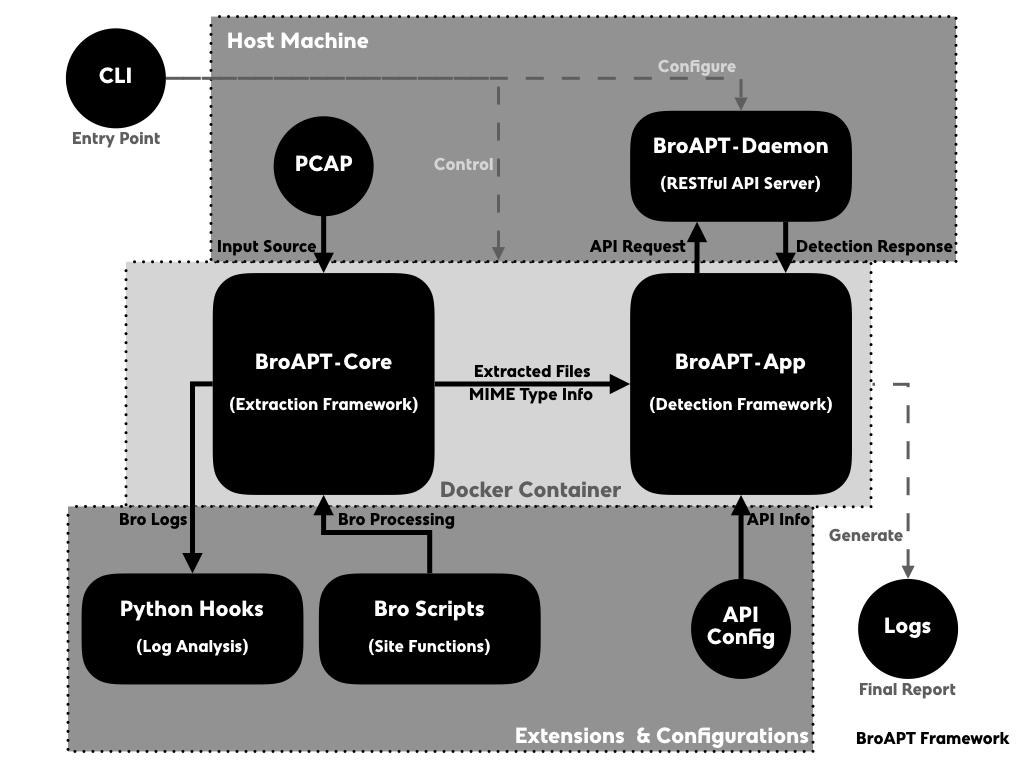 Host Machine
CLI
Entry Point
Configure
PCAP
Control
BroAPT-Daemon
(RESTful API Server)
Input Source
API Request
Detection Response
BroAPT-Core
(Extraction Framework)
Extracted Files
MIME Type Info
BroAPT-App
(Detection Framework)
Docker Container
Bro Logs
Bro Processing
API Info
Generate
Python Hooks
(Log Analysis)
Bro Scripts
(Site Functions)
API
Config
Logs
Final Report
Extensions & Configurations
BroAPT Framework